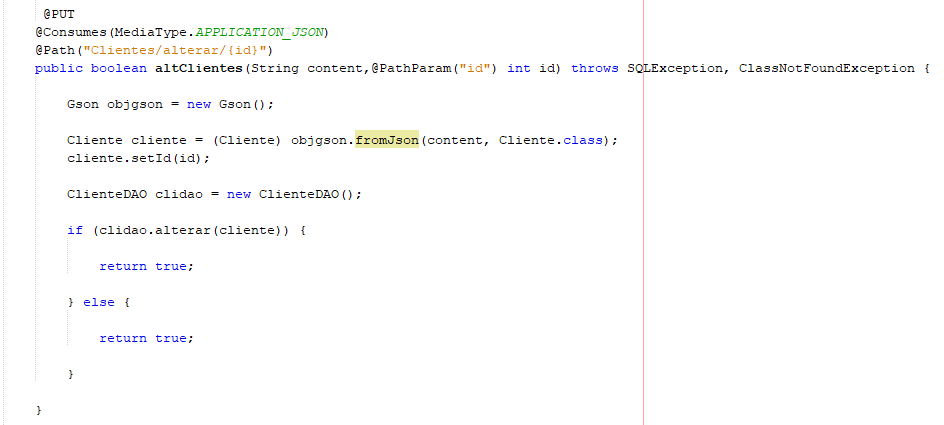 @PUT
@Consumes(MediaType.APPLICATION_JSON)
@Path("Clientes/alterar/{id}")
public boolean altClientes(String content,@PathParam("id") int id) throws SQLException, ClassNotFoundException {
Gson objgson = new Gson();
Cliente cliente = (Cliente) objgson.fromJson(content, Cliente.class);
cliente.setId(id);
ClienteDAO clidao = new ClienteDAO();
if (clidao.alterar(cliente)) {
return true;
} else {
return true;
}
}